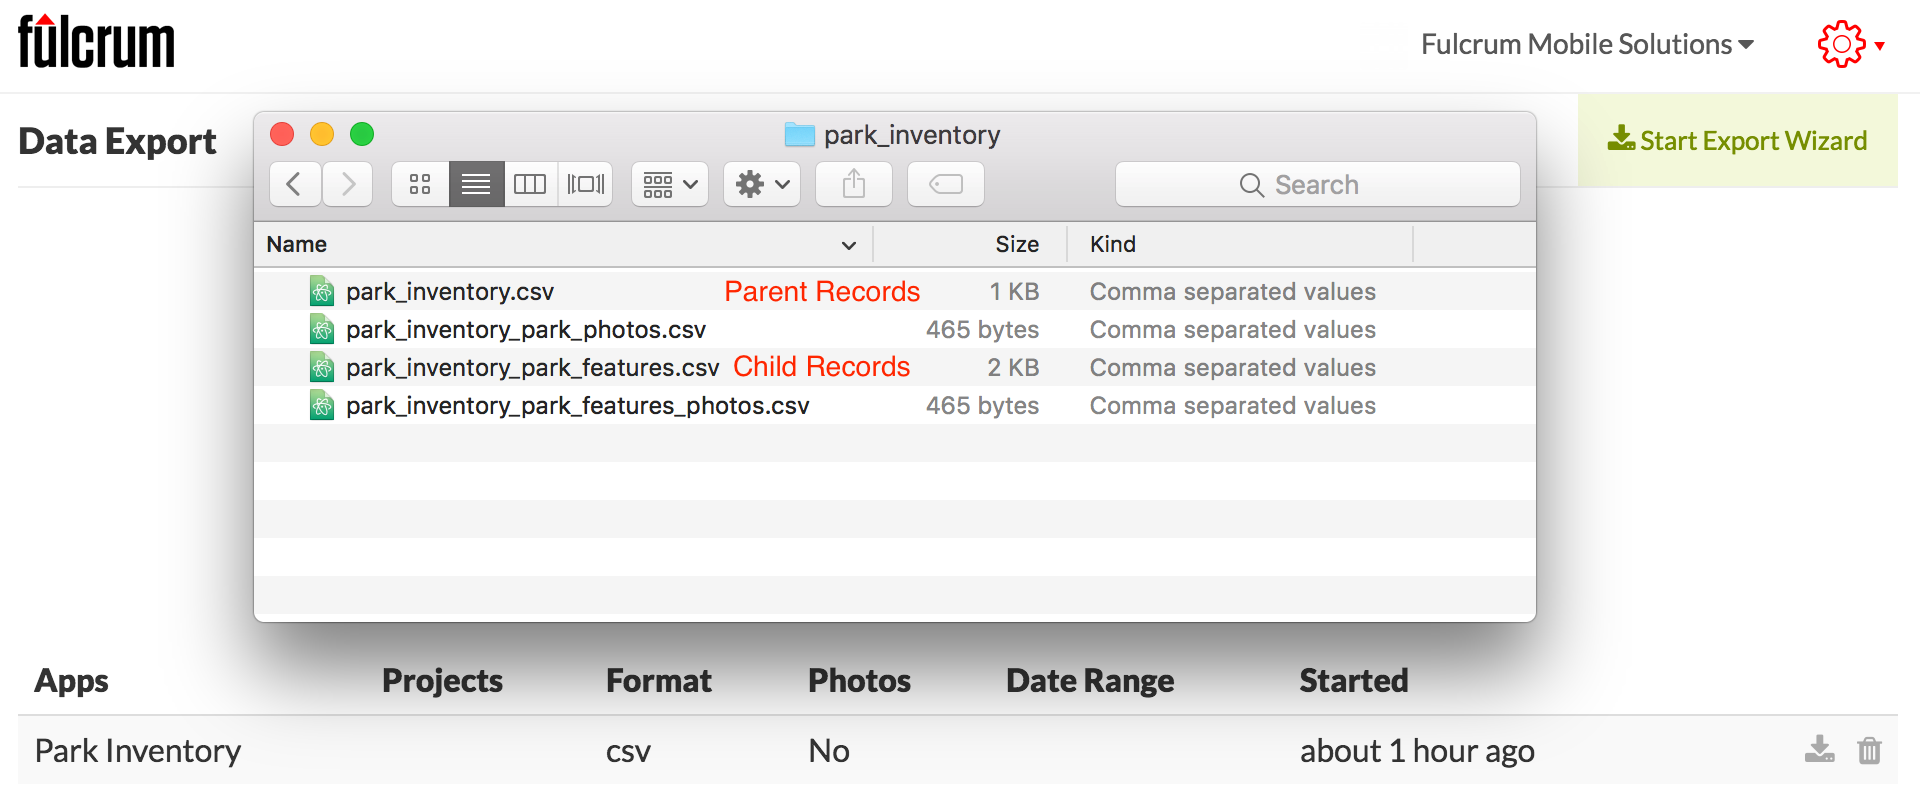 fulcrum
Fulcrum Mobile Solutions
Data Export
Start Export Wizard
park_inventory
Search
Name Size Kind
park_inventory.csv Parent Records 1 KB Comma separated values
park_inventory_park_photos.csv 465 bytes Comma separated values
park_inventory_park_features.csv Child Records 2 KB Comma separated values
park_inventory_park_features_photos.csv 465 bytes Comma separated values
Apps Projects Format Photos Date Range Started
Park Inventory csv No about 1 hour ago